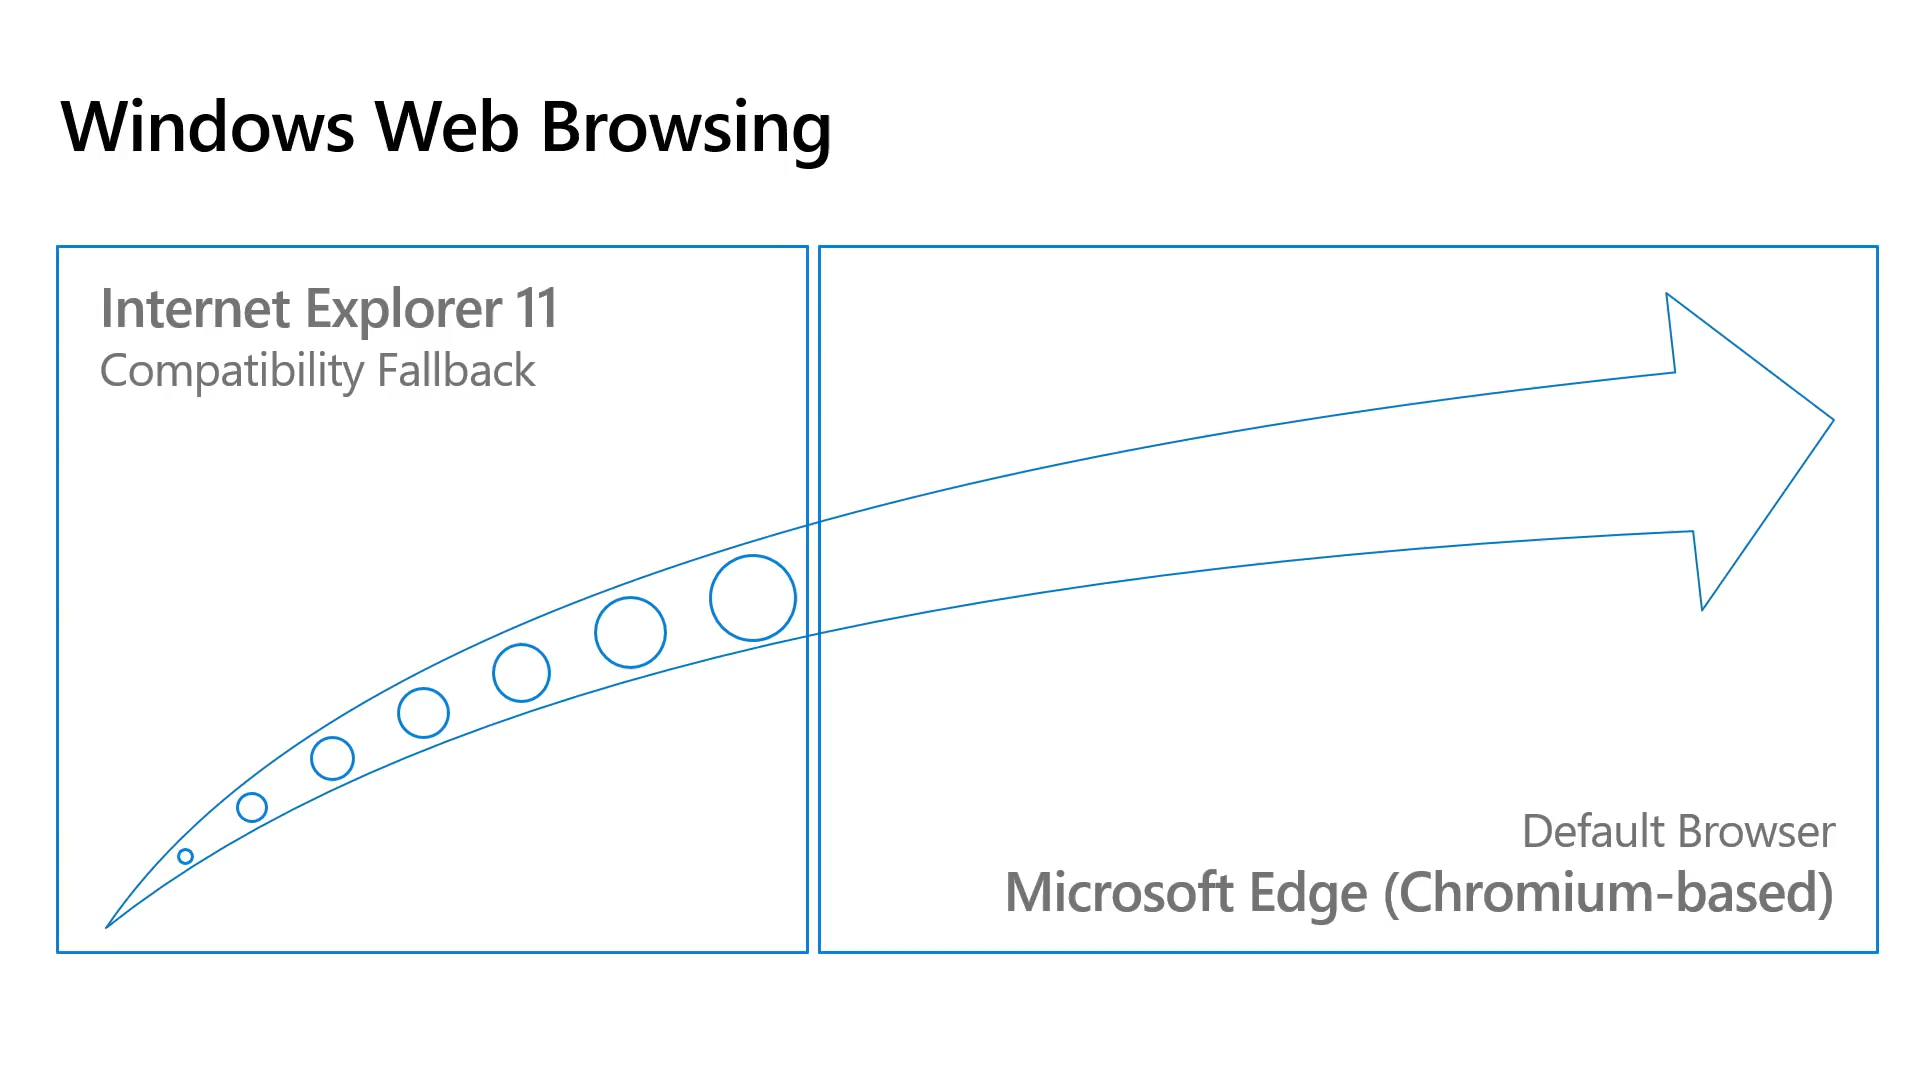 Windows Web Browsing
Internet Explorer 11
Compatibility Fallback
Default Browser
Microsoft Edge (Chromium-based)